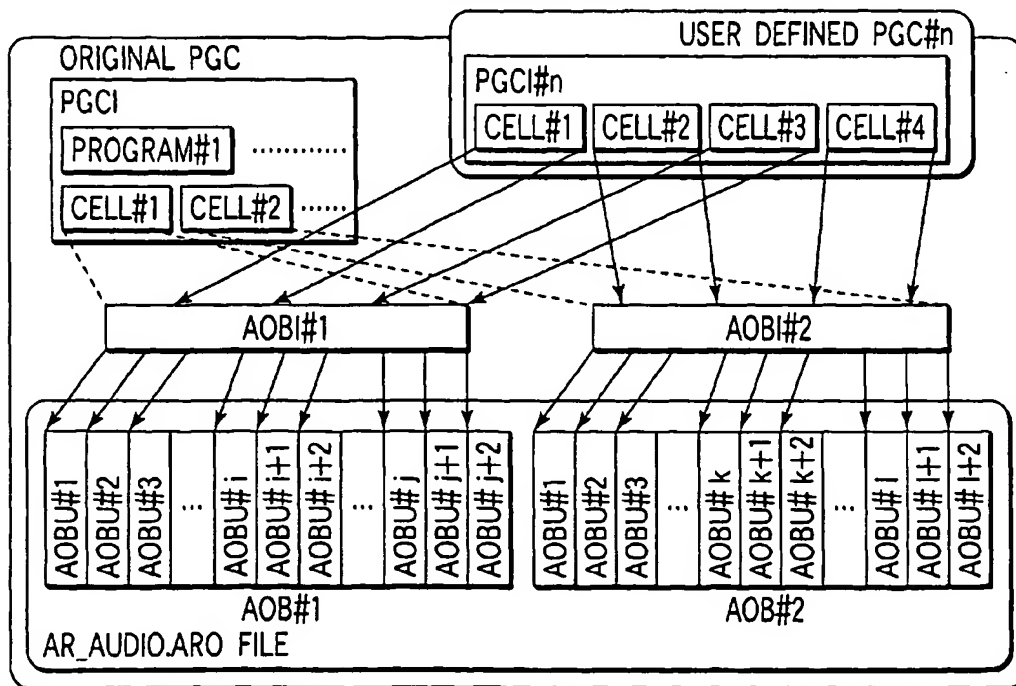 USER DEFINED PGC#n
ORIGINAL PGC
PGCI#n
CELL#1 CELL#2 CELL#3 CELL#4
PGCI
PROGRAM#1 ............
CELL#1 CELL#2 ......
AOBI#1 AOBI#2
AOBU#1 AOBU#2 AOBU#3 ... AOBU# i AOBU# i+1 AOBU# i+2 ... AOBU# j AOBU# j+1 AOBU# j+2
AOBU#1 AOBU#2 AOBU#3 ... AOBU# k AOBU# k+1 AOBU# k+2 ... AOBU# l AOBU# l+1 AOBU# l+2
AOB#1 AOB#2
AR_AUDIO.ARO FILE